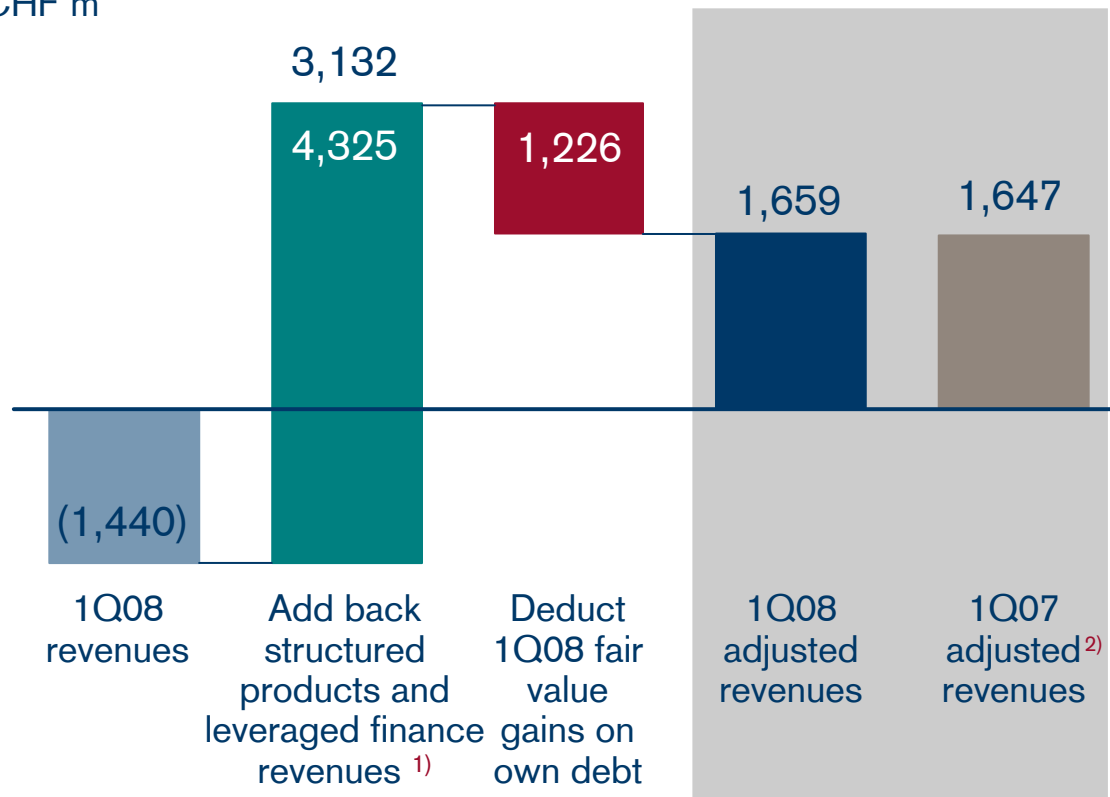 CHF m
3,132
4,325
1,226
1,659
1,647
(1,440)
1Q08
revenues
Add back
structured
products and
leveraged finance
revenues 1)
Deduct
1Q08 fair
value
gains on
own debt
1Q08
adjusted
revenues
1Q07
adjusted 2)
revenues